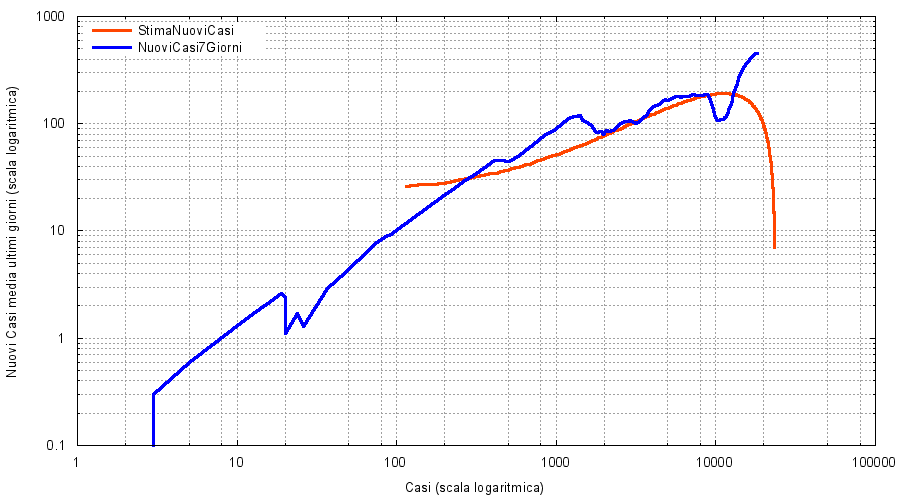 1000
StimaNuoviCasi
NuoviCasi7Giorni
100
10
1
0.1
Nuovi Casi media ultimi giorni (scala logaritmica)
1 10 100 1000 10000 100000
Casi (scala logaritmica)